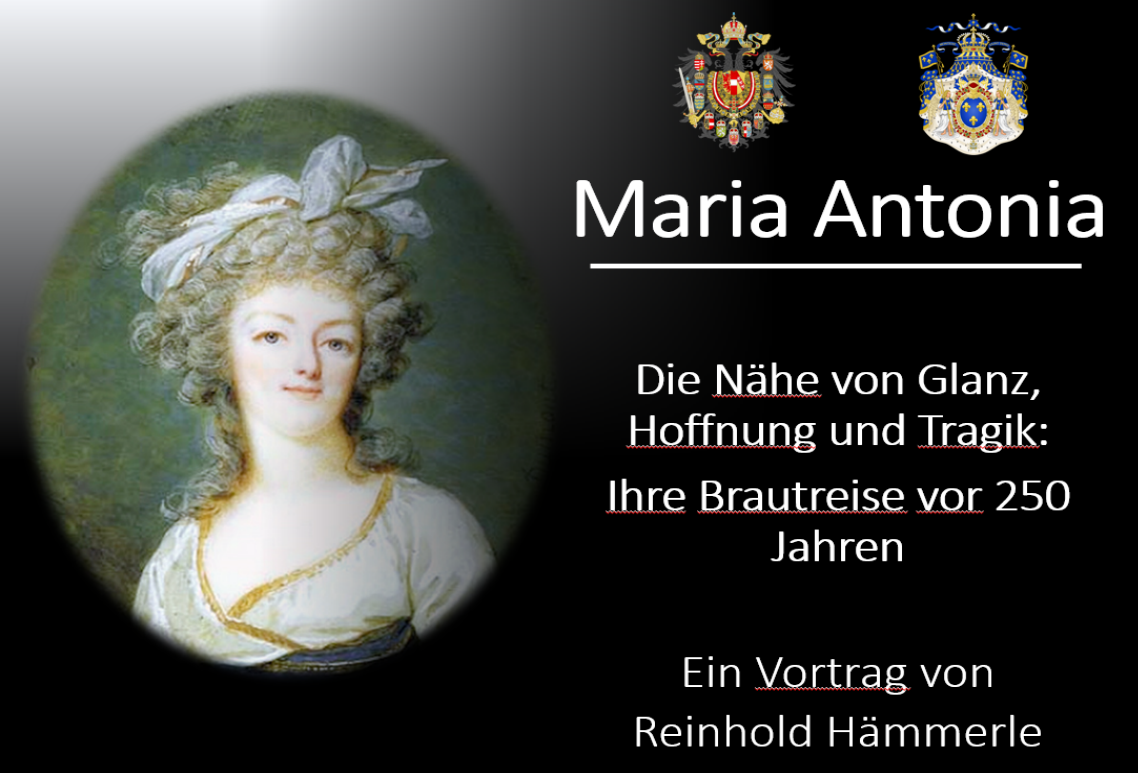 Maria Antonia
Die Nähe von Glanz,
Hoffnung und Tragik:
Ihre Brautreise vor 250
Jahren
Ein Vortrag von
Reinhold Hämmerle